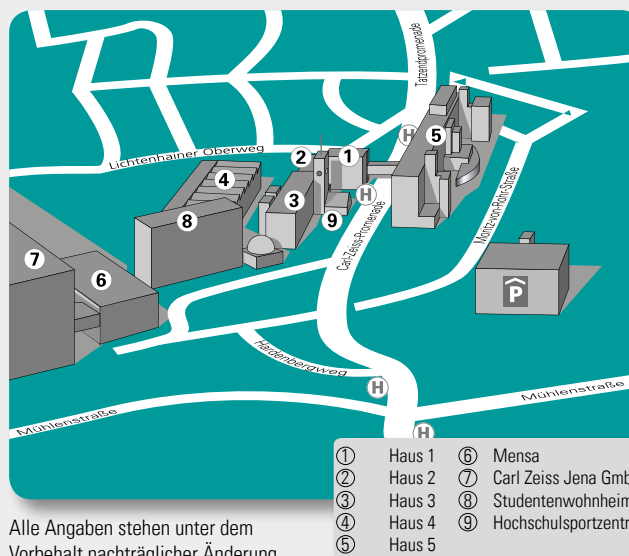 Tatzendpromenade
H
5
2
1
Lichtenhainer Oberweg
4
H
3
9
8
Carl-Zeiss-Promenade
Moritz-von-Rohr-Straße
7
6
P
Hardenbergweg
H
Mühlenstraße
Mühlenstraße
H
① Haus 1 ⑥ Mensa
② Haus 2 ⑦ Carl Zeiss Jena Gmb
③ Haus 3 ⑧ Studentenwohnheim
④ Haus 4 ⑨ Hochschulsportzentr
⑤ Haus 5
Alle Angaben stehen unter dem
Vorbehalt nachträglicher Änderung